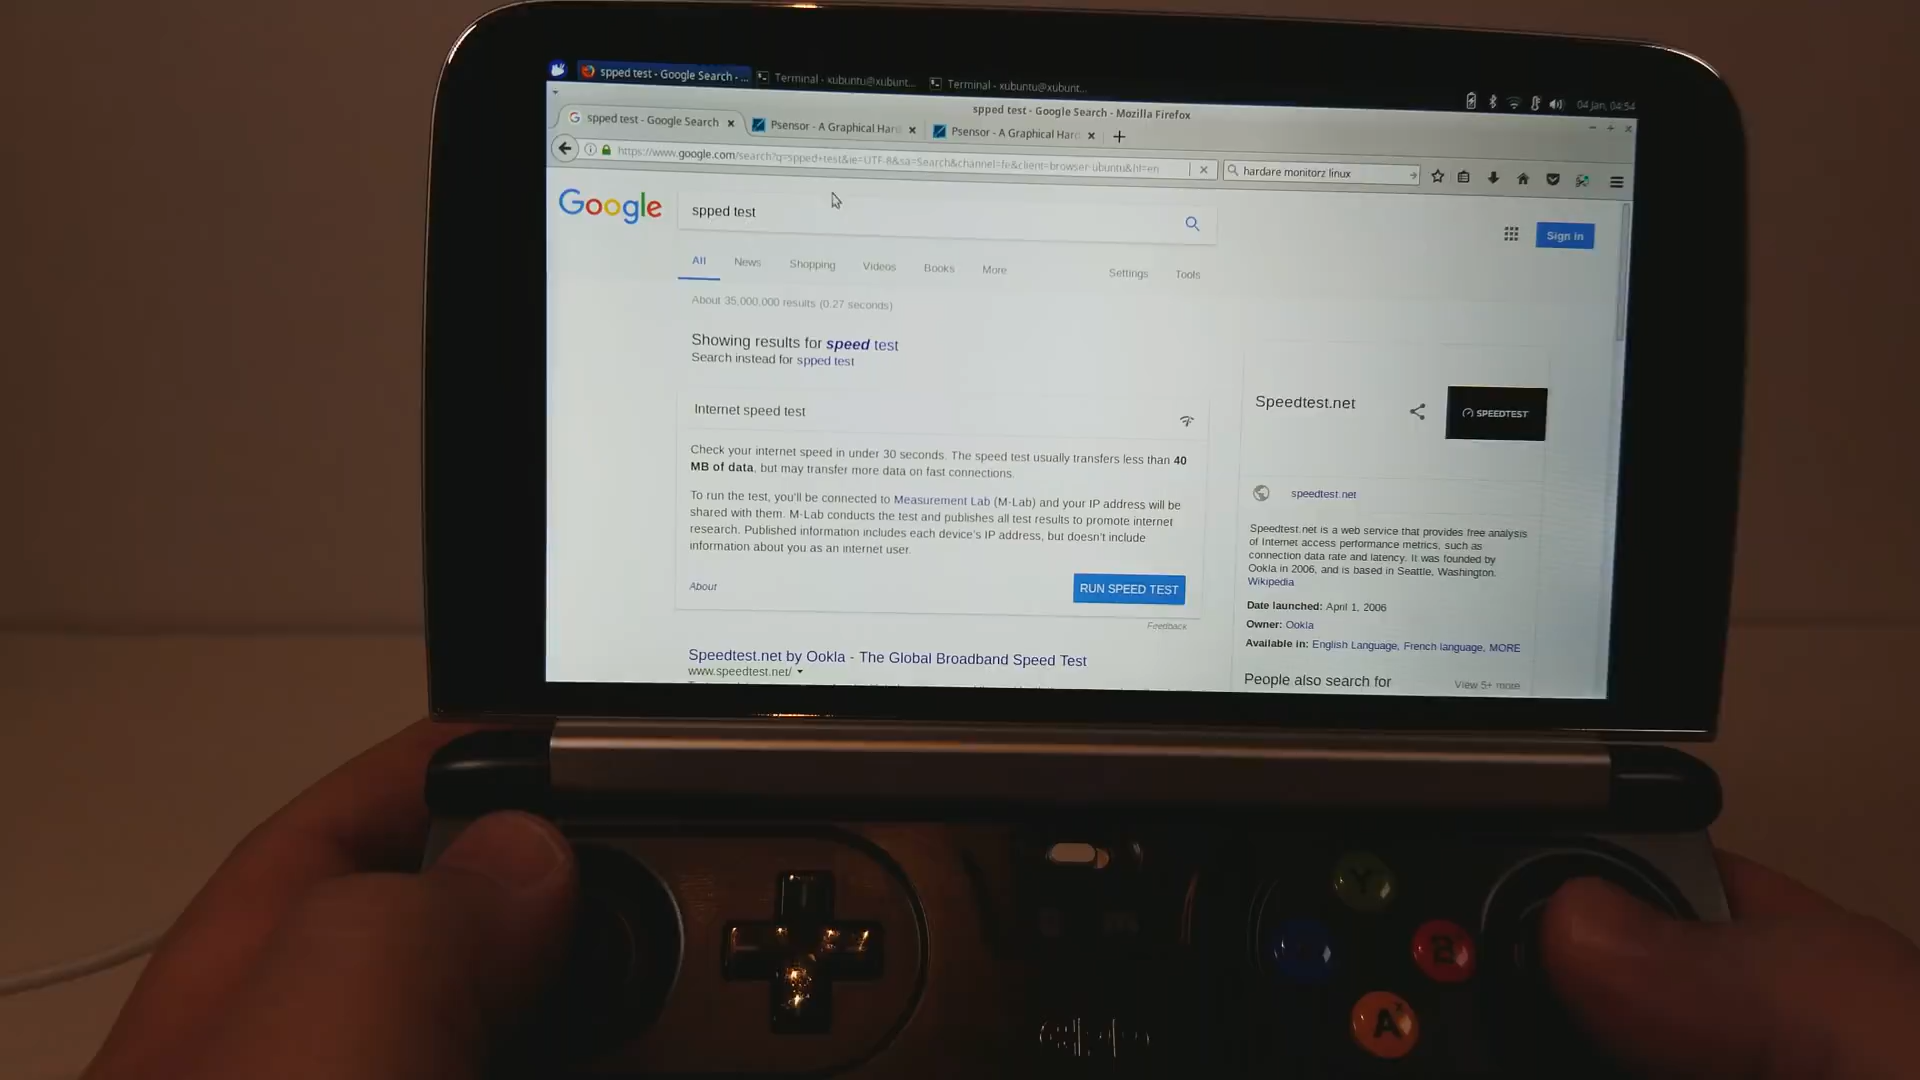 spped test - Google Search - ...
Terminal - xubuntu@xubunt...
Terminal - xubuntu@xubunt...
04 Jan, 04:54
spped test - Google Search - Mozilla Firefox
spped test - Google Search
Psensor - A Graphical Hard
Psensor - A Graphical Hard
https://www.google.com/search?q=spped+test&ie=UTF-8&sa=Search&channel=fe&client=browser-ubuntu&hl=en
hardare monitorz linux
Google
spped test
Sign in
All
News
Shopping
Videos
Books
More
Settings
Tools
About 35,000,000 results (0.27 seconds)
Showing results for speed test
Search instead for spped test
Internet speed test
Check your internet speed in under 30 seconds. The speed test usually transfers less than 40
MB of data, but may transfer more data on fast connections.
To run the test, you'll be connected to Measurement Lab (M-Lab) and your IP address will be
shared with them. M-Lab conducts the test and publishes all test results to promote internet
research. Published information includes each device's IP address, but doesn't include
information about you as an internet user.
About
RUN SPEED TEST
Feedback
Speedtest.net by Ookla - The Global Broadband Speed Test
www.speedtest.net/
Speedtest.net
SPEEDTEST
speedtest.net
Speedtest.net is a web service that provides free analysis
of Internet access performance metrics, such as
connection data rate and latency. It was founded by
Ookla in 2006, and is based in Seattle, Washington.
Wikipedia
Date launched: April 1, 2006
Owner: Ookla
Available in: English Language, French language, MORE
People also search for
View 5+ more
Y
B
A